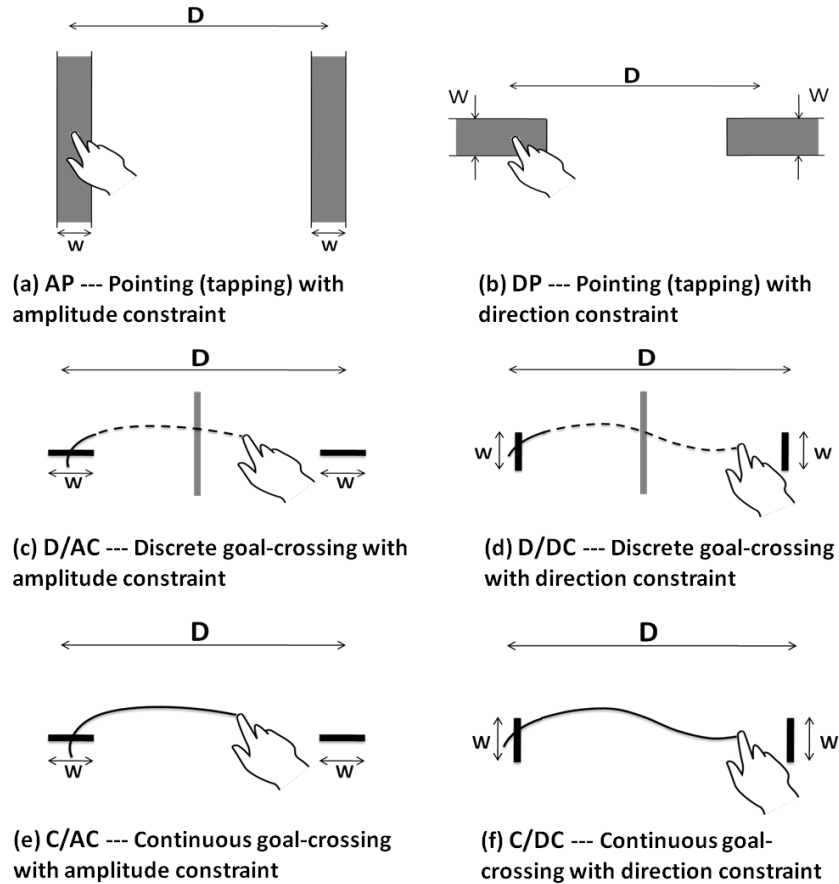 D
W
W
(a) AP --- Pointing (tapping) with
amplitude constraint
D
W
W
(b) DP --- Pointing (tapping) with
direction constraint
D
W
W
(c) D/AC --- Discrete goal-crossing with
amplitude constraint
D
W
W
(d) D/DC --- Discrete goal-crossing
with direction constraint
D
W
W
(e) C/AC --- Continuous goal-crossing
with amplitude constraint
D
W
W
(f) C/DC --- Continuous goal-
crossing with direction constraint